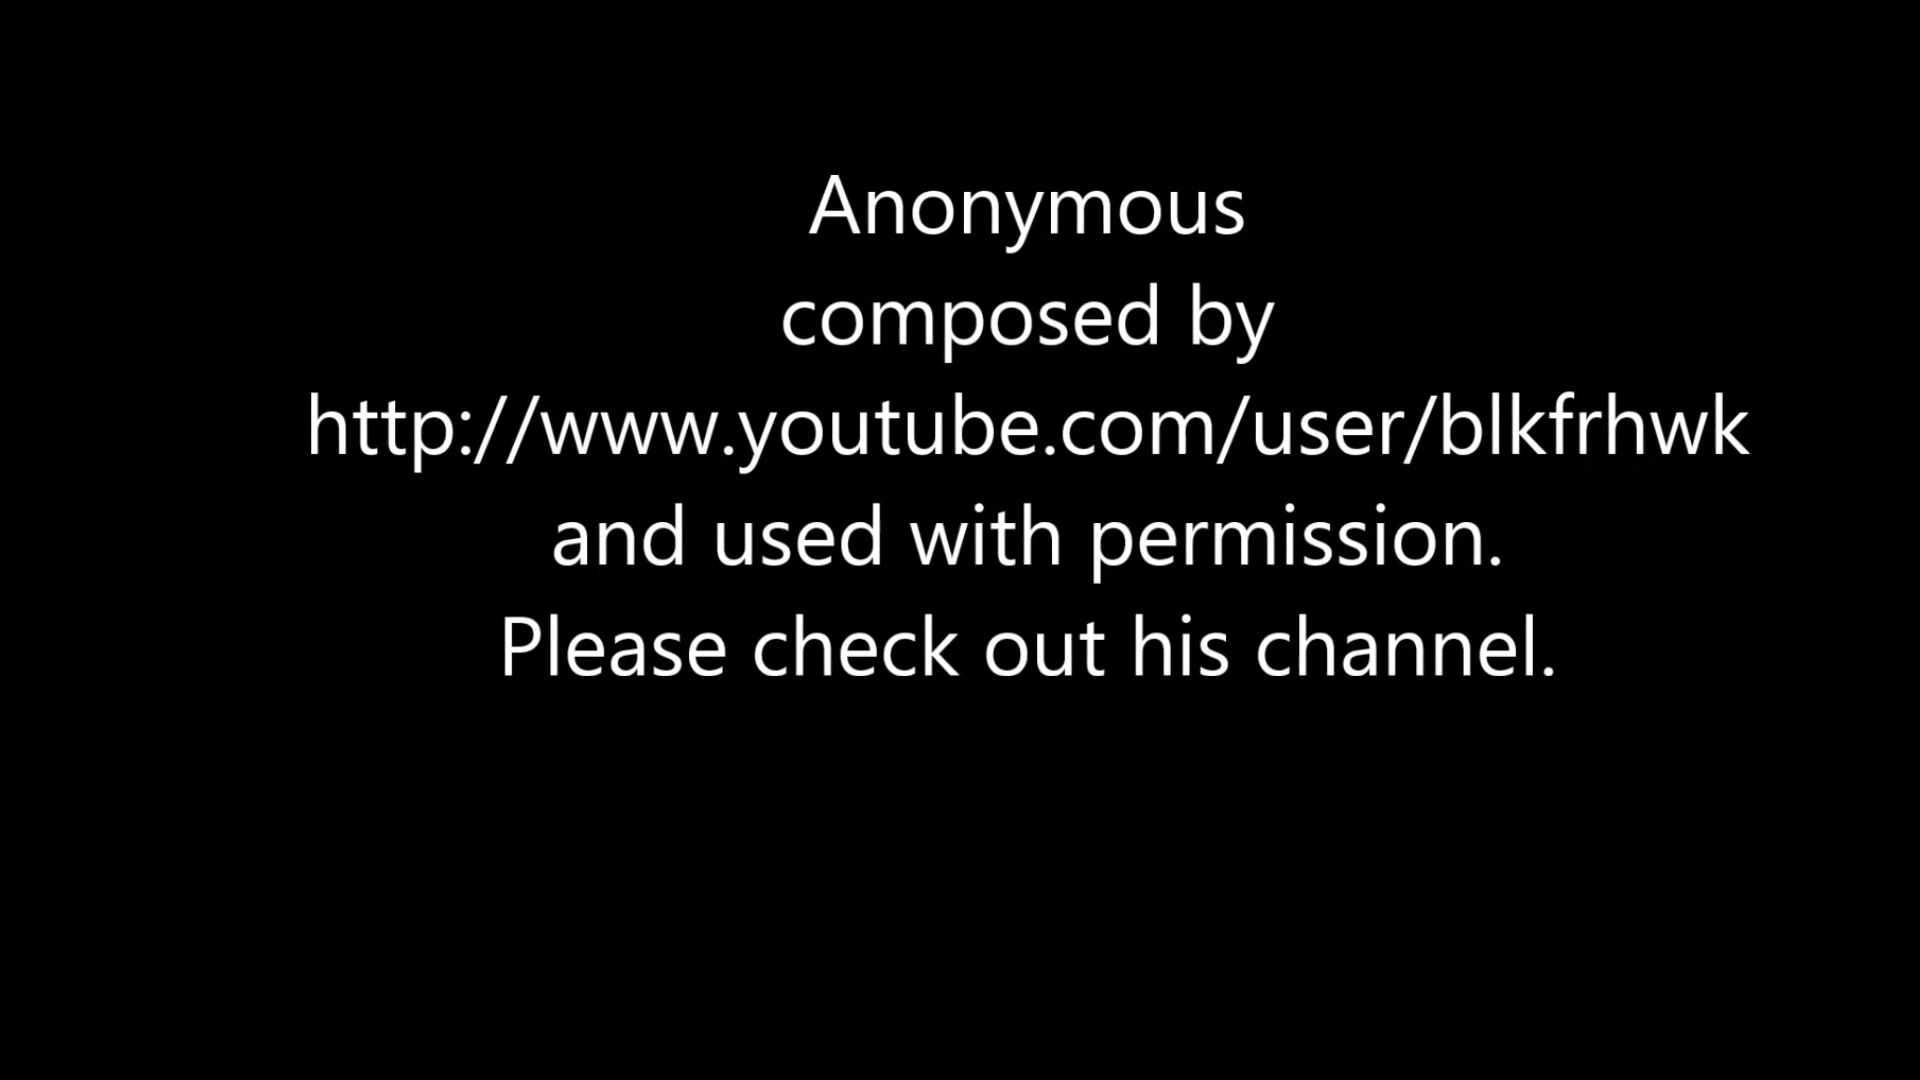 Anonymous
composed by
http://www.youtube.com/user/blkfrhwk
and used with permission.
Please check out his channel.